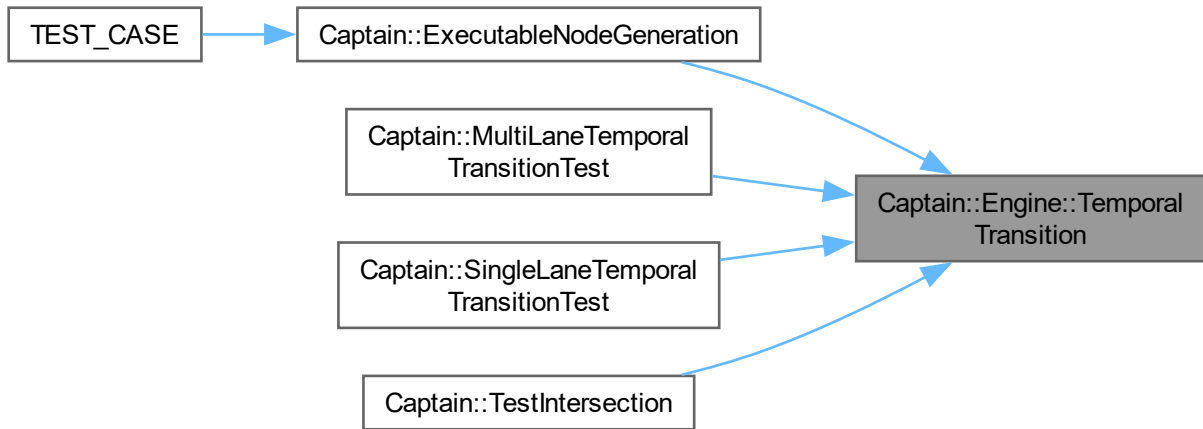 TEST_CASE
Captain::ExecutableNodeGeneration
Captain::MultiLaneTemporal
TransitionTest
Captain::Engine::Temporal
Transition
Captain::SingleLaneTemporal
TransitionTest
Captain::TestIntersection